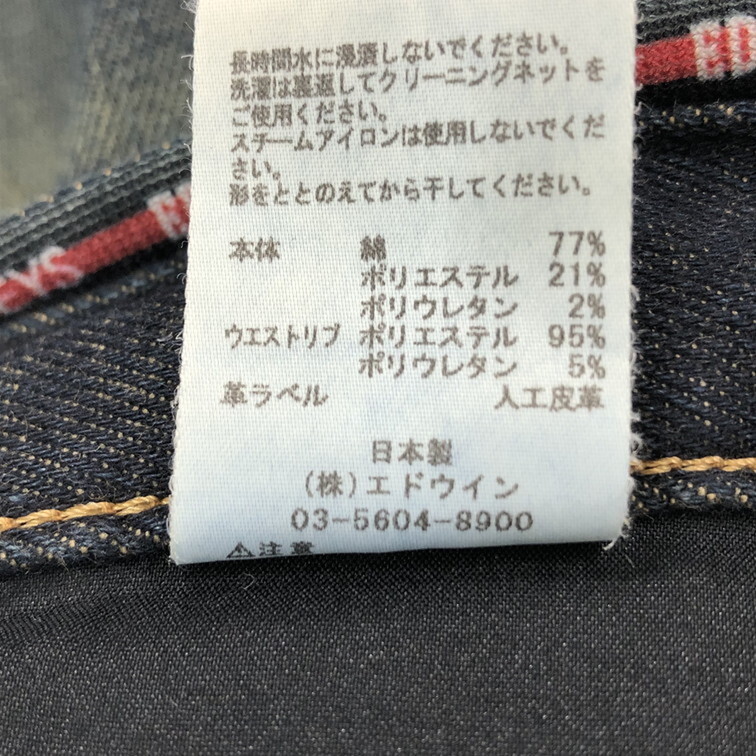 長時間水に浸漬しないでください。
洗濯は裏返してクリーニングネットを
ご使用ください。
スチームアイロンは使用しないでくだ
さい。
形をととのえてから干してください。
本体 綿 77%
ポリエステル 21%
ポリウレタン 2%
ウエストリブ ポリエステル 95%
ポリウレタン 5%
革ラベル 人工皮革
日本製
(株)エドウイン
03-5604-8900
⚠注意